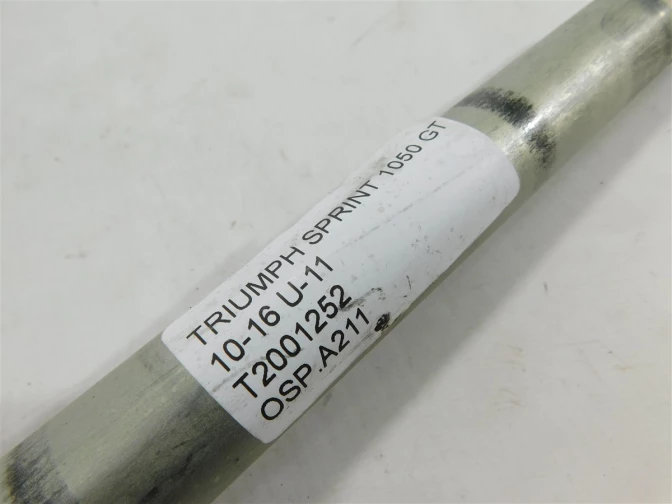 TRIUMPH SPRINT 1050 GT
10-16 U-11
T2001252
OSP.A211